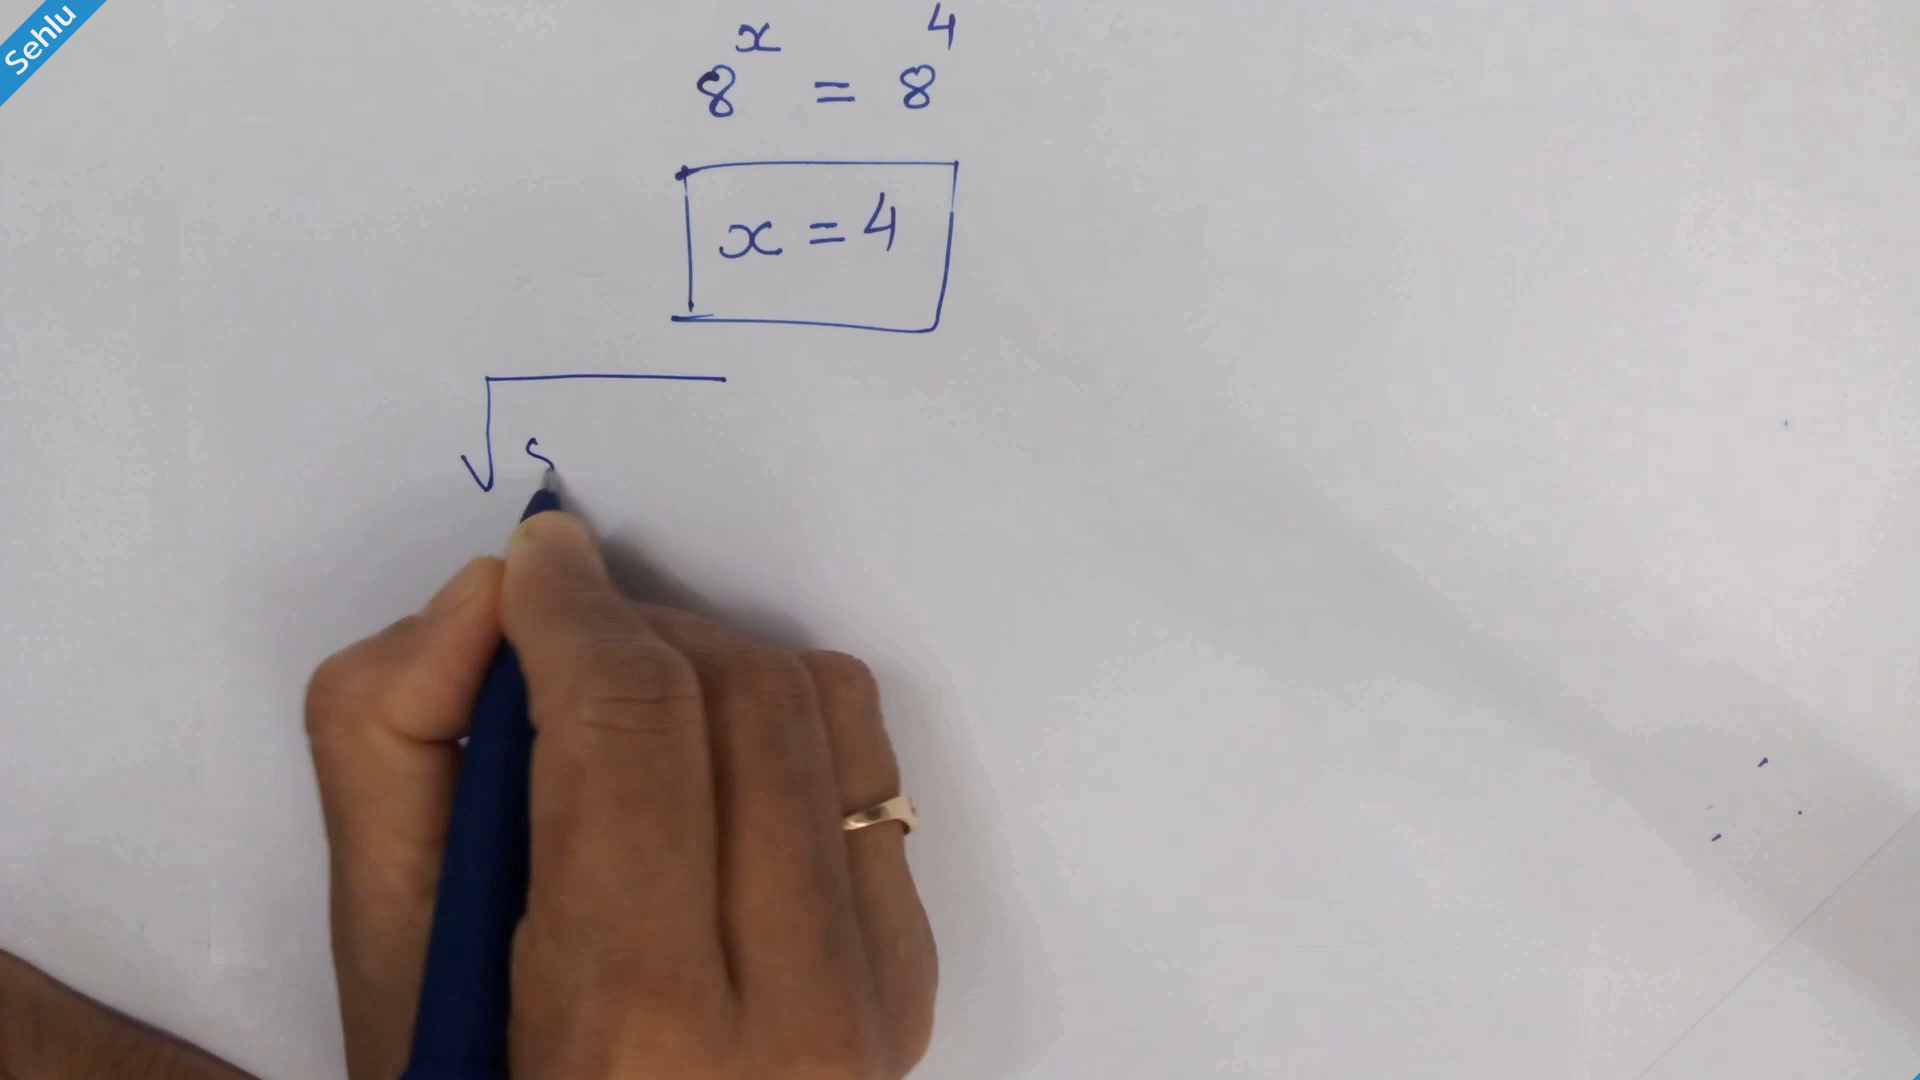 Sehlu
8^x = 8^4
x = 4
√